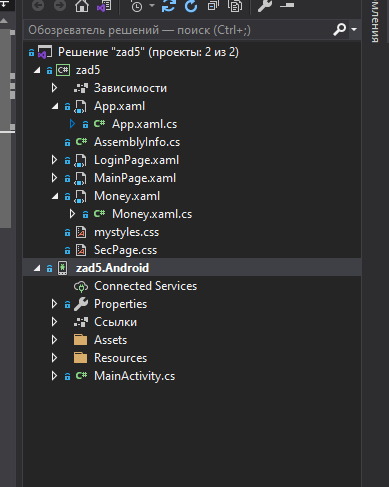 Обозреватель решений — поиск (Ctrl+;)
Решение "zad5" (проекты: 2 из 2)
C# zad5
Зависимости
App.xaml
C# App.xaml.cs
C# AssemblyInfo.cs
LoginPage.xaml
MainPage.xaml
Money.xaml
C# Money.xaml.cs
mystyles.css
SecPage.css
zad5.Android
Connected Services
Properties
Ссылки
Assets
Resources
C# MainActivity.cs